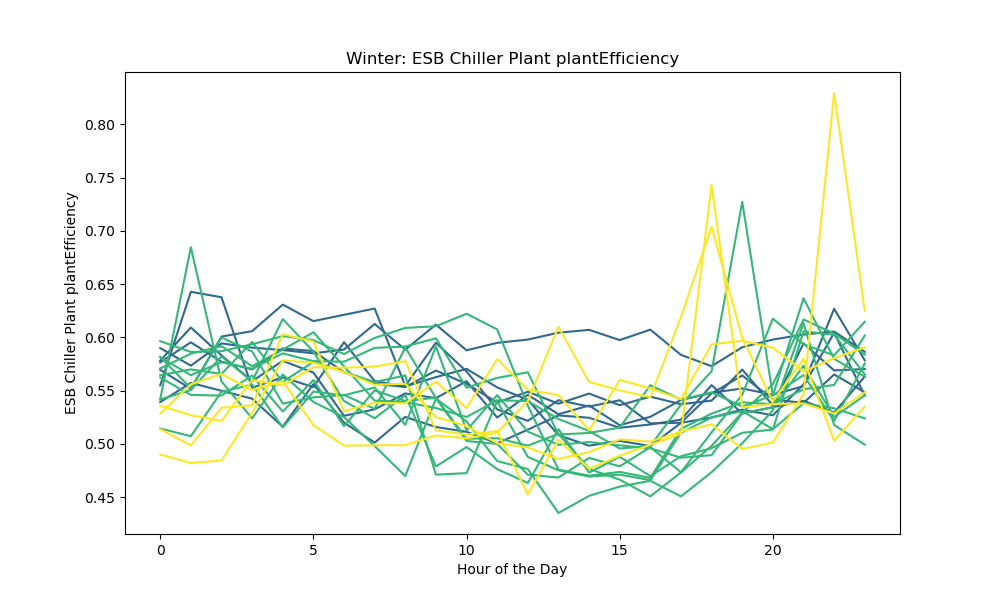 Winter: ESB Chiller Plant plantEfficiency
ESB Chiller Plant plantEfficiency
0.80
0.75
0.70
0.65
0.60
0.55
0.50
0.45
0 5 10 15 20
Hour of the Day